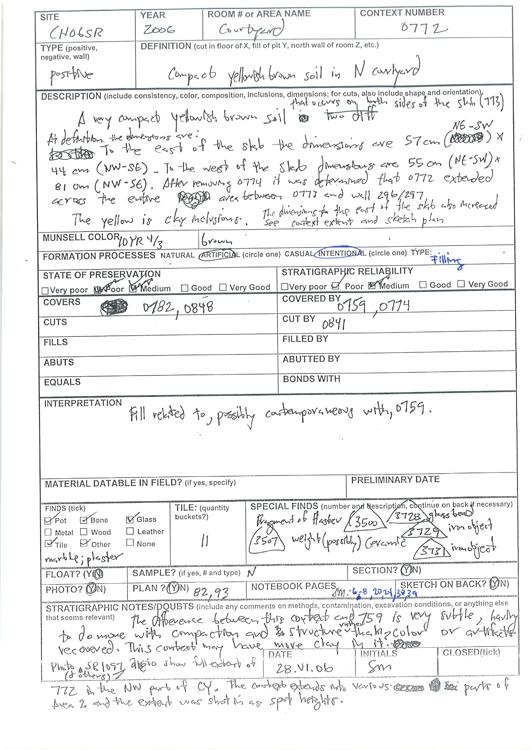 SITE YEAR ROOM # or AREA NAME CONTEXT NUMBER
CH06SR 2006 Courtyard 0772
TYPE (positive, negative, wall) DEFINITION (cut in floor of X, fill of pit Y, north wall of room Z, etc.)
positive Compact yellowish brown soil in N courtyard
DESCRIPTION (include consistency, color, composition, inclusions, dimensions; for cuts, also include shape and orientation)
A very compact yellowish brown soil that occurs on both sides of the slab (773)
At definition the dimensions are:
To the east of the slab the dimensions are 57cm (NE-SW) x
44 cm (NW-SE). To the west of the slab dimensions are 55 cm (NE-SW) x
81 cm (NW-SE). After removing 0774 it was determined that 0772 extended
across the entire area between 0773 and wall 296/297.
The yellow is clay inclusions. The dimensions to the east of the slab also increased
See context extent and sketch plan
MUNSELL COLOR 10YR 4/3 brown
FORMATION PROCESSES NATURAL ARTIFICIAL (circle one) CASUAL INTENTIONAL (circle one) TYPE: Filling
STATE OF PRESERVATION STRATIGRAPHIC RELIABILITY
Very poor Poor Medium Good Very Good Very poor Poor Medium Good Very Good
COVERS 0782, 0848 COVERED BY 0759, 0774
CUTS CUT BY 0841
FILLS FILLED BY
ABUTS ABUTTED BY
EQUALS BONDS WITH
INTERPRETATION
Fill related to, possibly contemporaneous with, 0759.
MATERIAL DATABLE IN FIELD? (if yes, specify) PRELIMINARY DATE
FINDS (tick) TILE: (quantity buckets?) SPECIAL FINDS (number and description, continue on back if necessary)
Pot Bone Glass fragment of plaster 3500 3728 glass bead
Metal Wood Leather 3729 iron object
Tile Other None 11 3507 weight (possibly) ceramic 3731 iron object
marble; plaster
FLOAT? Y/N SAMPLE? (if yes, # and type) N SECTION? Y/N
PHOTO? Y/N PLAN? Y/N 82,93 NOTEBOOK PAGES SKETCH ON BACK? Y/N
STRATIGRAPHIC NOTES/DOUBTS (include any comments on methods, contamination, excavation conditions, or anything else that seems relevant)
The difference between this context and 759 is very subtle, having
to do more with compaction and structure rather than color or artifacts
recovered. This context may have more clay in it.
Photo SR1057 (& others) also show full extent of DATE INITIALS CLOSED(tick)
28.VI.06 Sm
772 in the NW part of CY. The context extends into various parts of
Area 2 and the extent was shot in as spot heights.